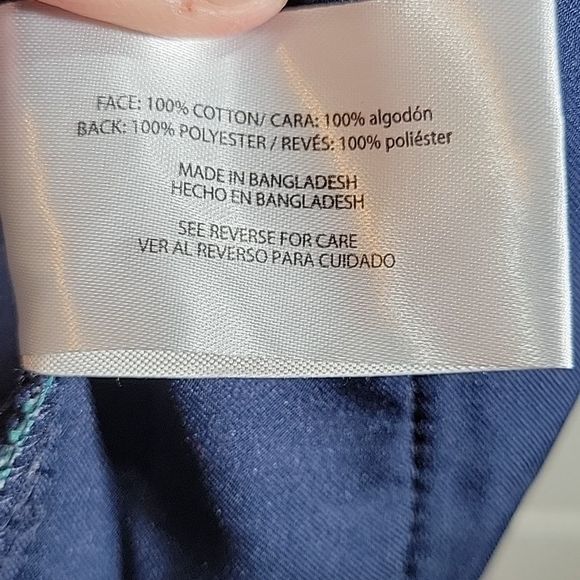 FACE: 100% COTTON/ CARA: 100% algodón
BACK: 100% POLYESTER / REVÉS: 100% poliéster
MADE IN BANGLADESH
HECHO EN BANGLADESH
SEE REVERSE FOR CARE
VER AL REVERSO PARA CUIDADO